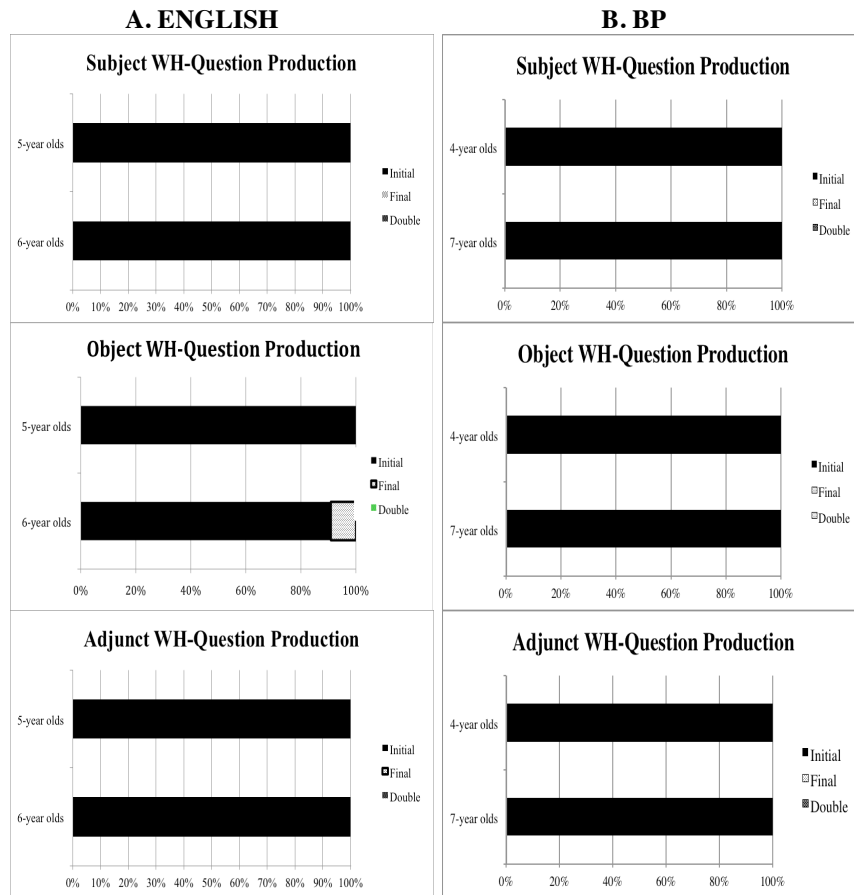 A. ENGLISH
Subject WH-Question Production
5-year olds
6-year olds
0% 10% 20% 30% 40% 50% 60% 70% 80% 90% 100%
Initial
Final
Double
Object WH-Question Production
5-year olds
6-year olds
0% 20% 40% 60% 80% 100%
Initial
Final
Double
Adjunct WH-Question Production
5-year olds
6-year olds
0% 10% 20% 30% 40% 50% 60% 70% 80% 90% 100%
Initial
Final
Double
B. BP
Subject WH-Question Production
4-year olds
7-year olds
0% 20% 40% 60% 80% 100%
Initial
Final
Double
Object WH-Question Production
4-year olds
7-year olds
0% 20% 40% 60% 80% 100%
Initial
Final
Double
Adjunct WH-Question Production
4-year olds
7-year olds
0% 20% 40% 60% 80% 100%
Initial
Final
Double